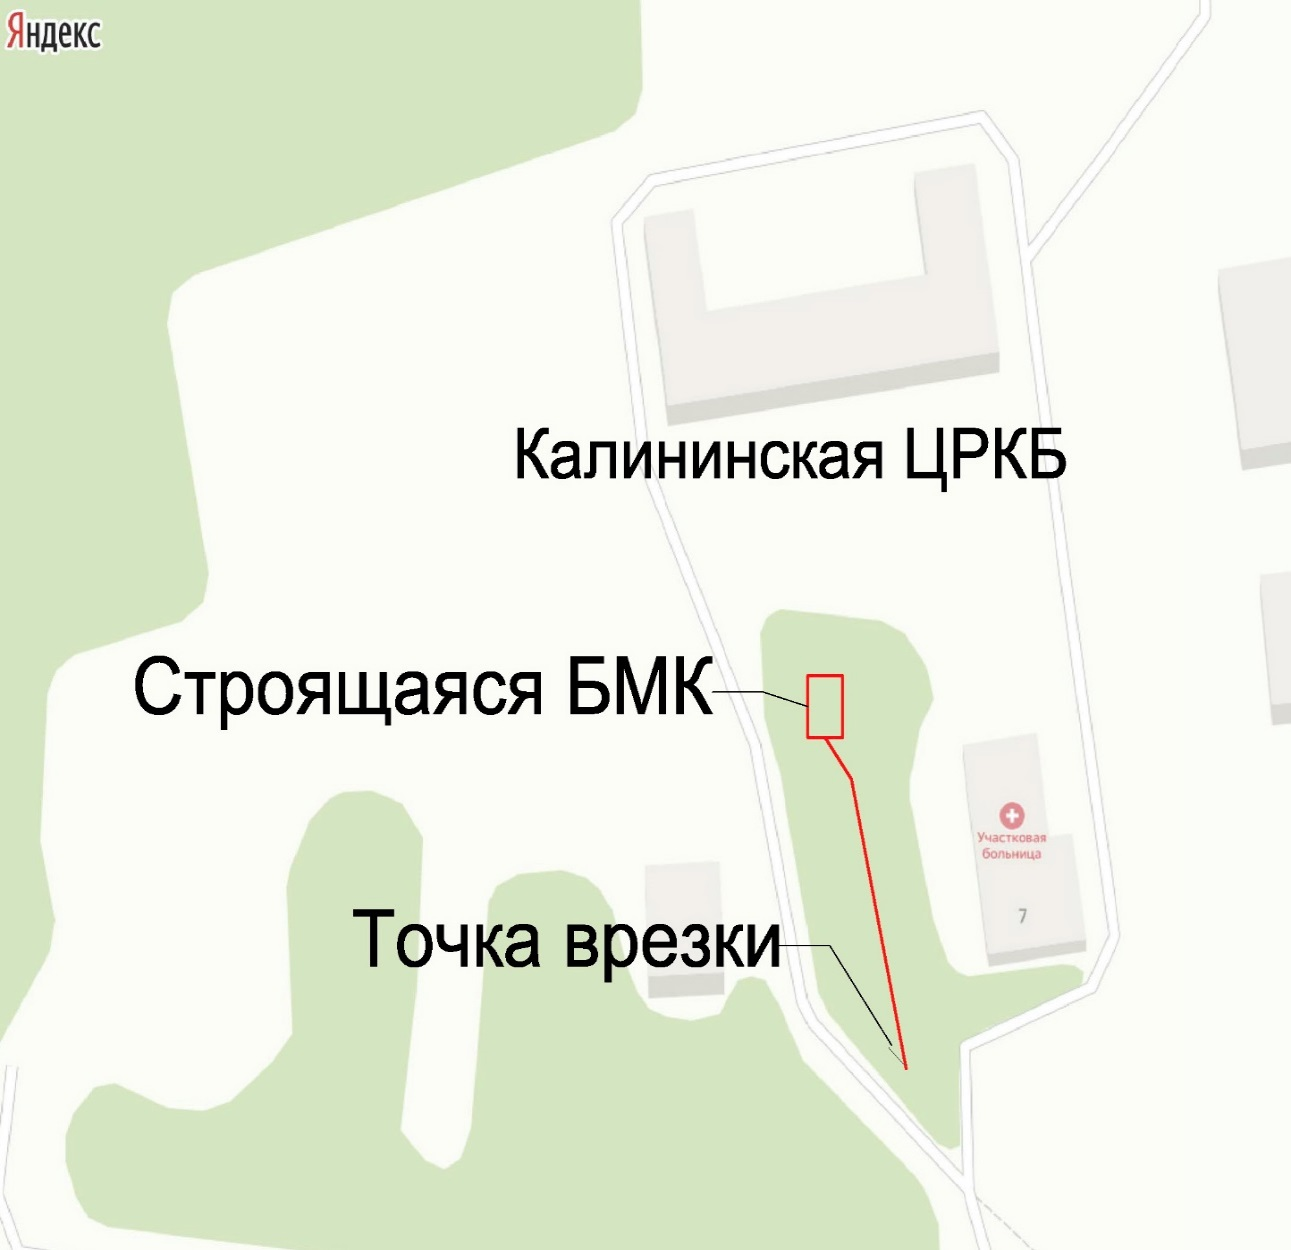 Яндекс
Калининская ЦРКБ
Строящаяся БМК
Участковая
больница
7
Точка врезки